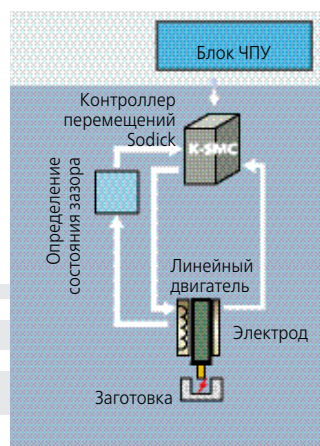 Блок ЧПУ
Контроллер
перемещений
Sodick
K-SMC
Определение
состояния зазора
Линейный
двигатель
Электрод
Заготовка